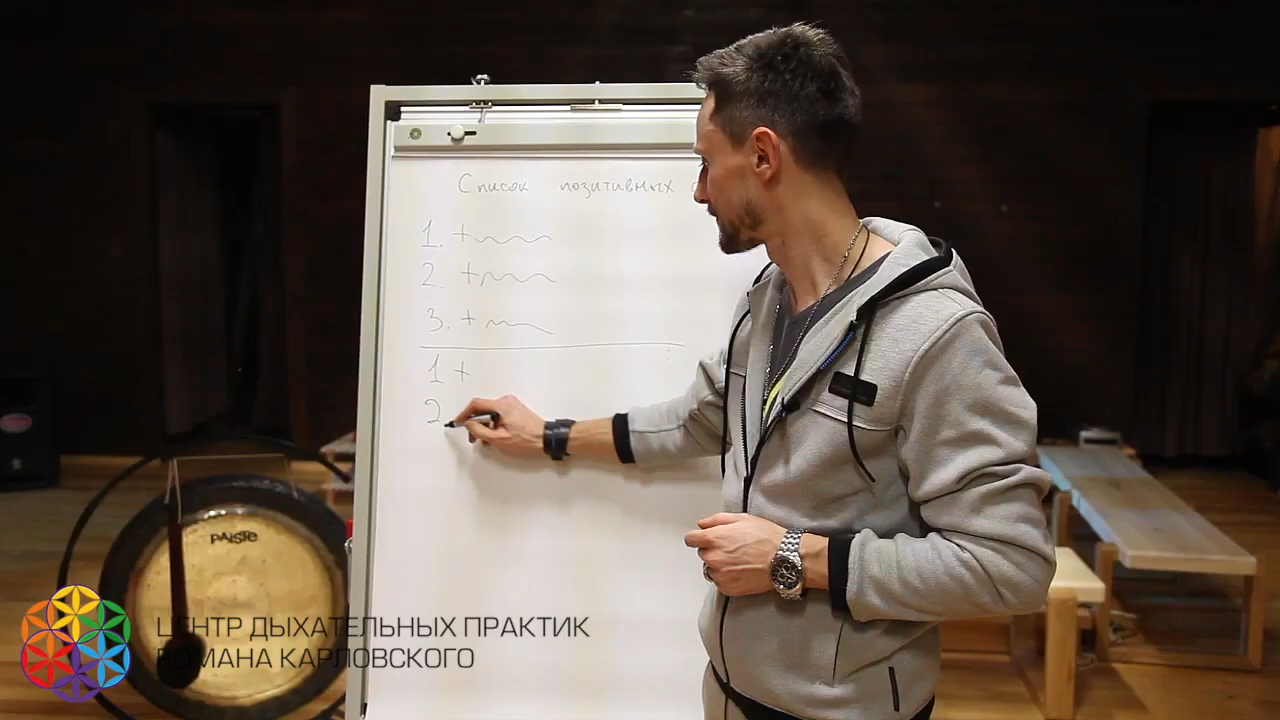 Список позитивных
1. +
2. +
3. +
1 +
2
PAISTE
ЦЕНТР ДЫХАТЕЛЬНЫХ ПРАКТИК
РОМАНА КАРЛОВСКОГО